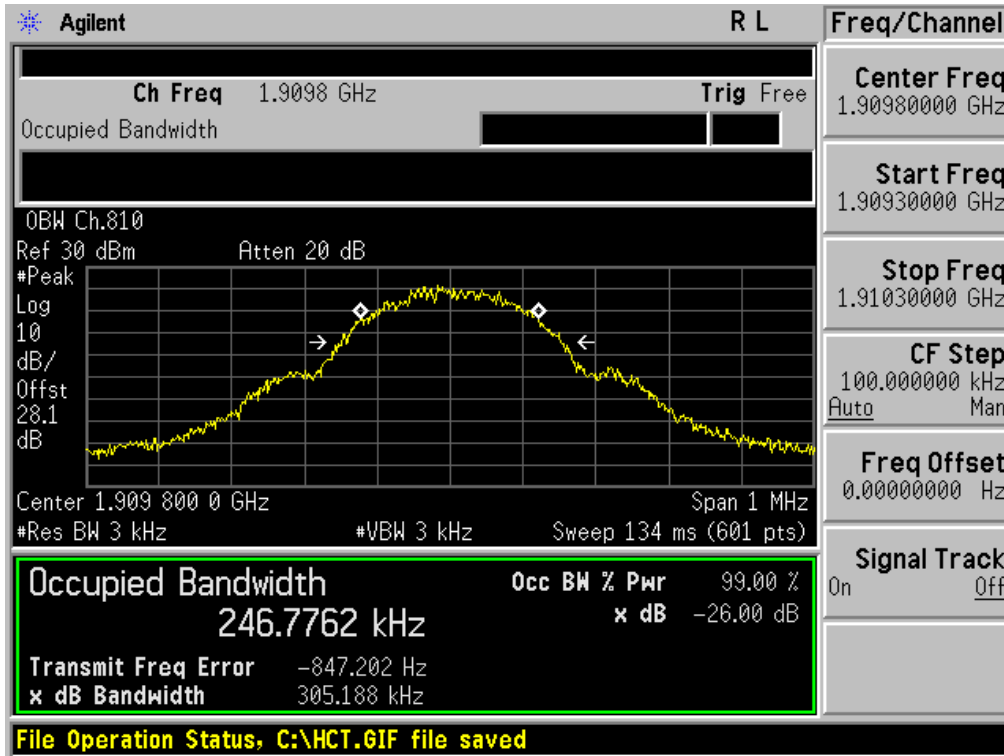 Agilent
R L
Freq/Channel
Ch Freq 1.9098 GHz
Trig Free
Occupied Bandwidth
Center Freq
1.90980000 GHz
Start Freq
1.90930000 GHz
Stop Freq
1.91030000 GHz
CF Step
100.000000 kHz
Auto Man
Freq Offset
0.00000000 Hz
Signal Track
On Off
OBW Ch.810
Ref 30 dBm
Atten 20 dB
#Peak
Log
10
dB/
Offst
28.1
dB
Center 1.909 800 0 GHz
Span 1 MHz
#Res BW 3 kHz
#VBW 3 kHz
Sweep 134 ms (601 pts)
Occupied Bandwidth
246.7762 kHz
Occ BW % Pwr 99.00 %
x dB -26.00 dB
Transmit Freq Error -847.202 Hz
x dB Bandwidth 305.188 kHz
File Operation Status, C:\HCT.GIF file saved